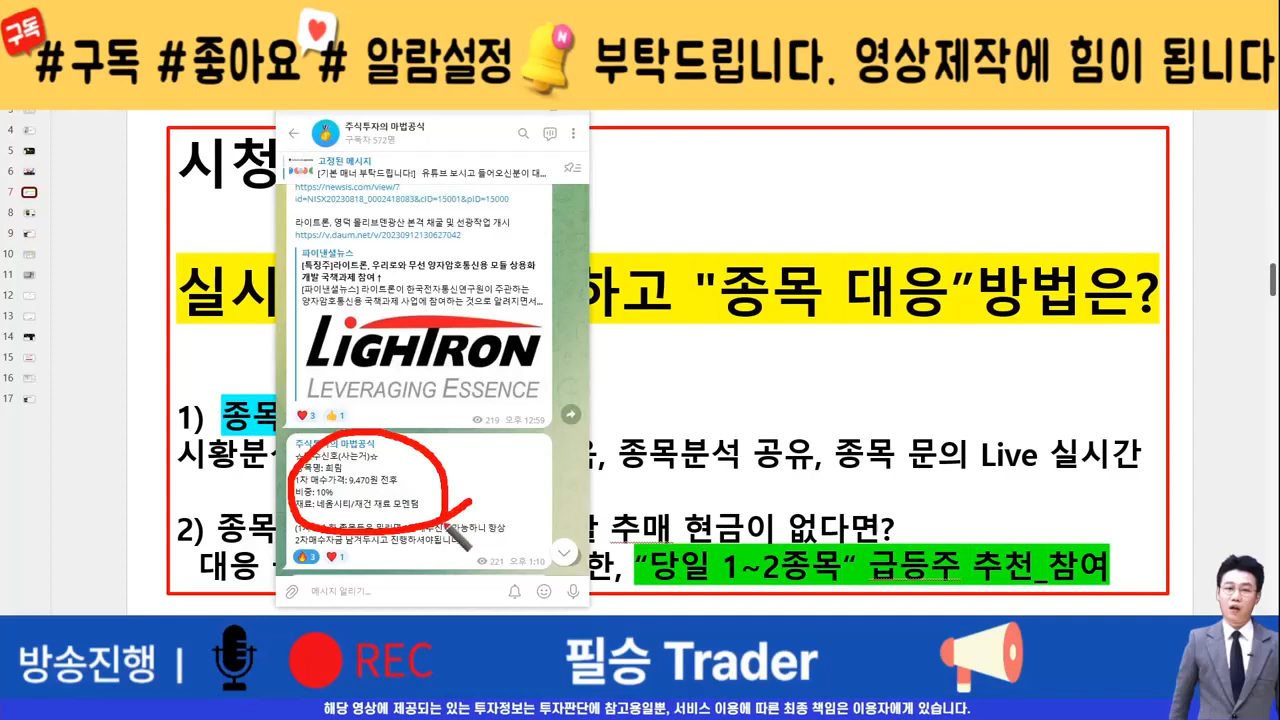 구독
#구독 #좋아요 # 알람설정 부탁드립니다. 영상제작에 힘이 됩니다
N
4
5
6
7
8
9
10
11
12
13
14
15
16
17
시청
실시 하고 "종목 대응”방법은?
1) 종목
시황분석 종목분석 공유, 종목 문의 Live 실시간
2) 종목 추매 현금이 없다면?
대응 한, “당일 1~2종목“ 급등주 추천_참여
주식투자의 마법공식
구독자 572명
고정된 메시지
[기본 매너 부탁드립니다!] 유튜브 보시고 들어오신분이 대...
https://newsis.com/view/?
id=NISX20230818_0002418083&cID=15001&pID=15000
라이트론, 영덕 몰리브덴광산 본격 채굴 및 선광작업 개시
https://v.daum.net/v/20230912130627042
파이낸셜뉴스
[특징주]라이트론, 우리로와 무선 양자암호통신용 모듈 상용화
개발 국책과제 참여↑
[파이낸셜뉴스] 라이트론이 한국전자통신연구원이 주관하는
양자암호통신용 국책과제 사업에 참여하는 것으로 알려지면서...
LIGHTRON
LEVERAGING ESSENCE
3 1
219 오후 12:59
주식투자의 마법공식
수신호(사는거)☆
종목명: 희림
1차 매수가격: 9,470원 전후
비중: 10%
재료: 네옴시티/재건 재료 모멘텀
가능하니 항상
2차매수자금 남겨두시고 진행하셔야됩니다
3 1
221 오후 1:10
메시지 알리기...
방송진행 |
REC
필승 Trader
해당 영상에 제공되는 있는 투자정보는 투자판단에 참고용일뿐, 서비스 이용에 따른 최종 책임은 이용자에게 있습니다.